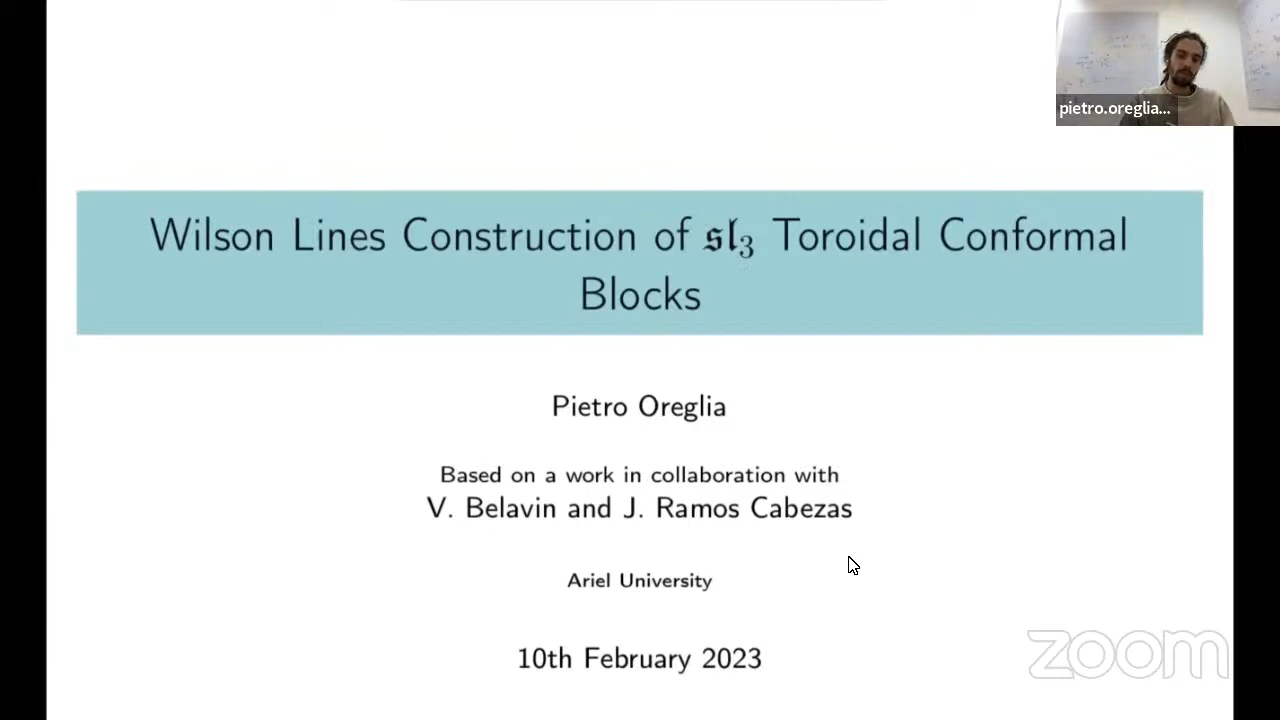 pietro.oreglia...
Wilson Lines Construction of 𝔰𝔩₃ Toroidal Conformal
Blocks
Pietro Oreglia
Based on a work in collaboration with
V. Belavin and J. Ramos Cabezas
Ariel University
10th February 2023
zoom